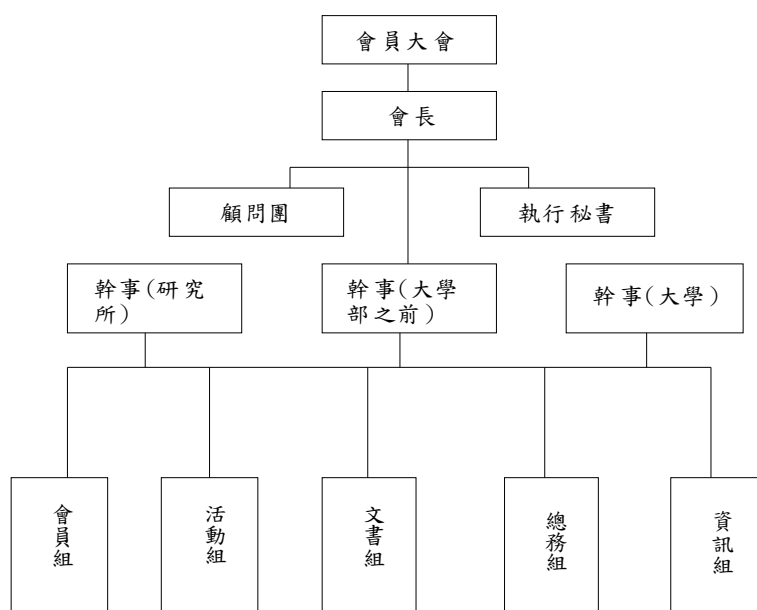 會員大會
會長
顧問團
執行秘書
幹事(研究
所)
幹事(大學
部之前)
幹事(大學)
會員組
活動組
文書組
總務組
資訊組